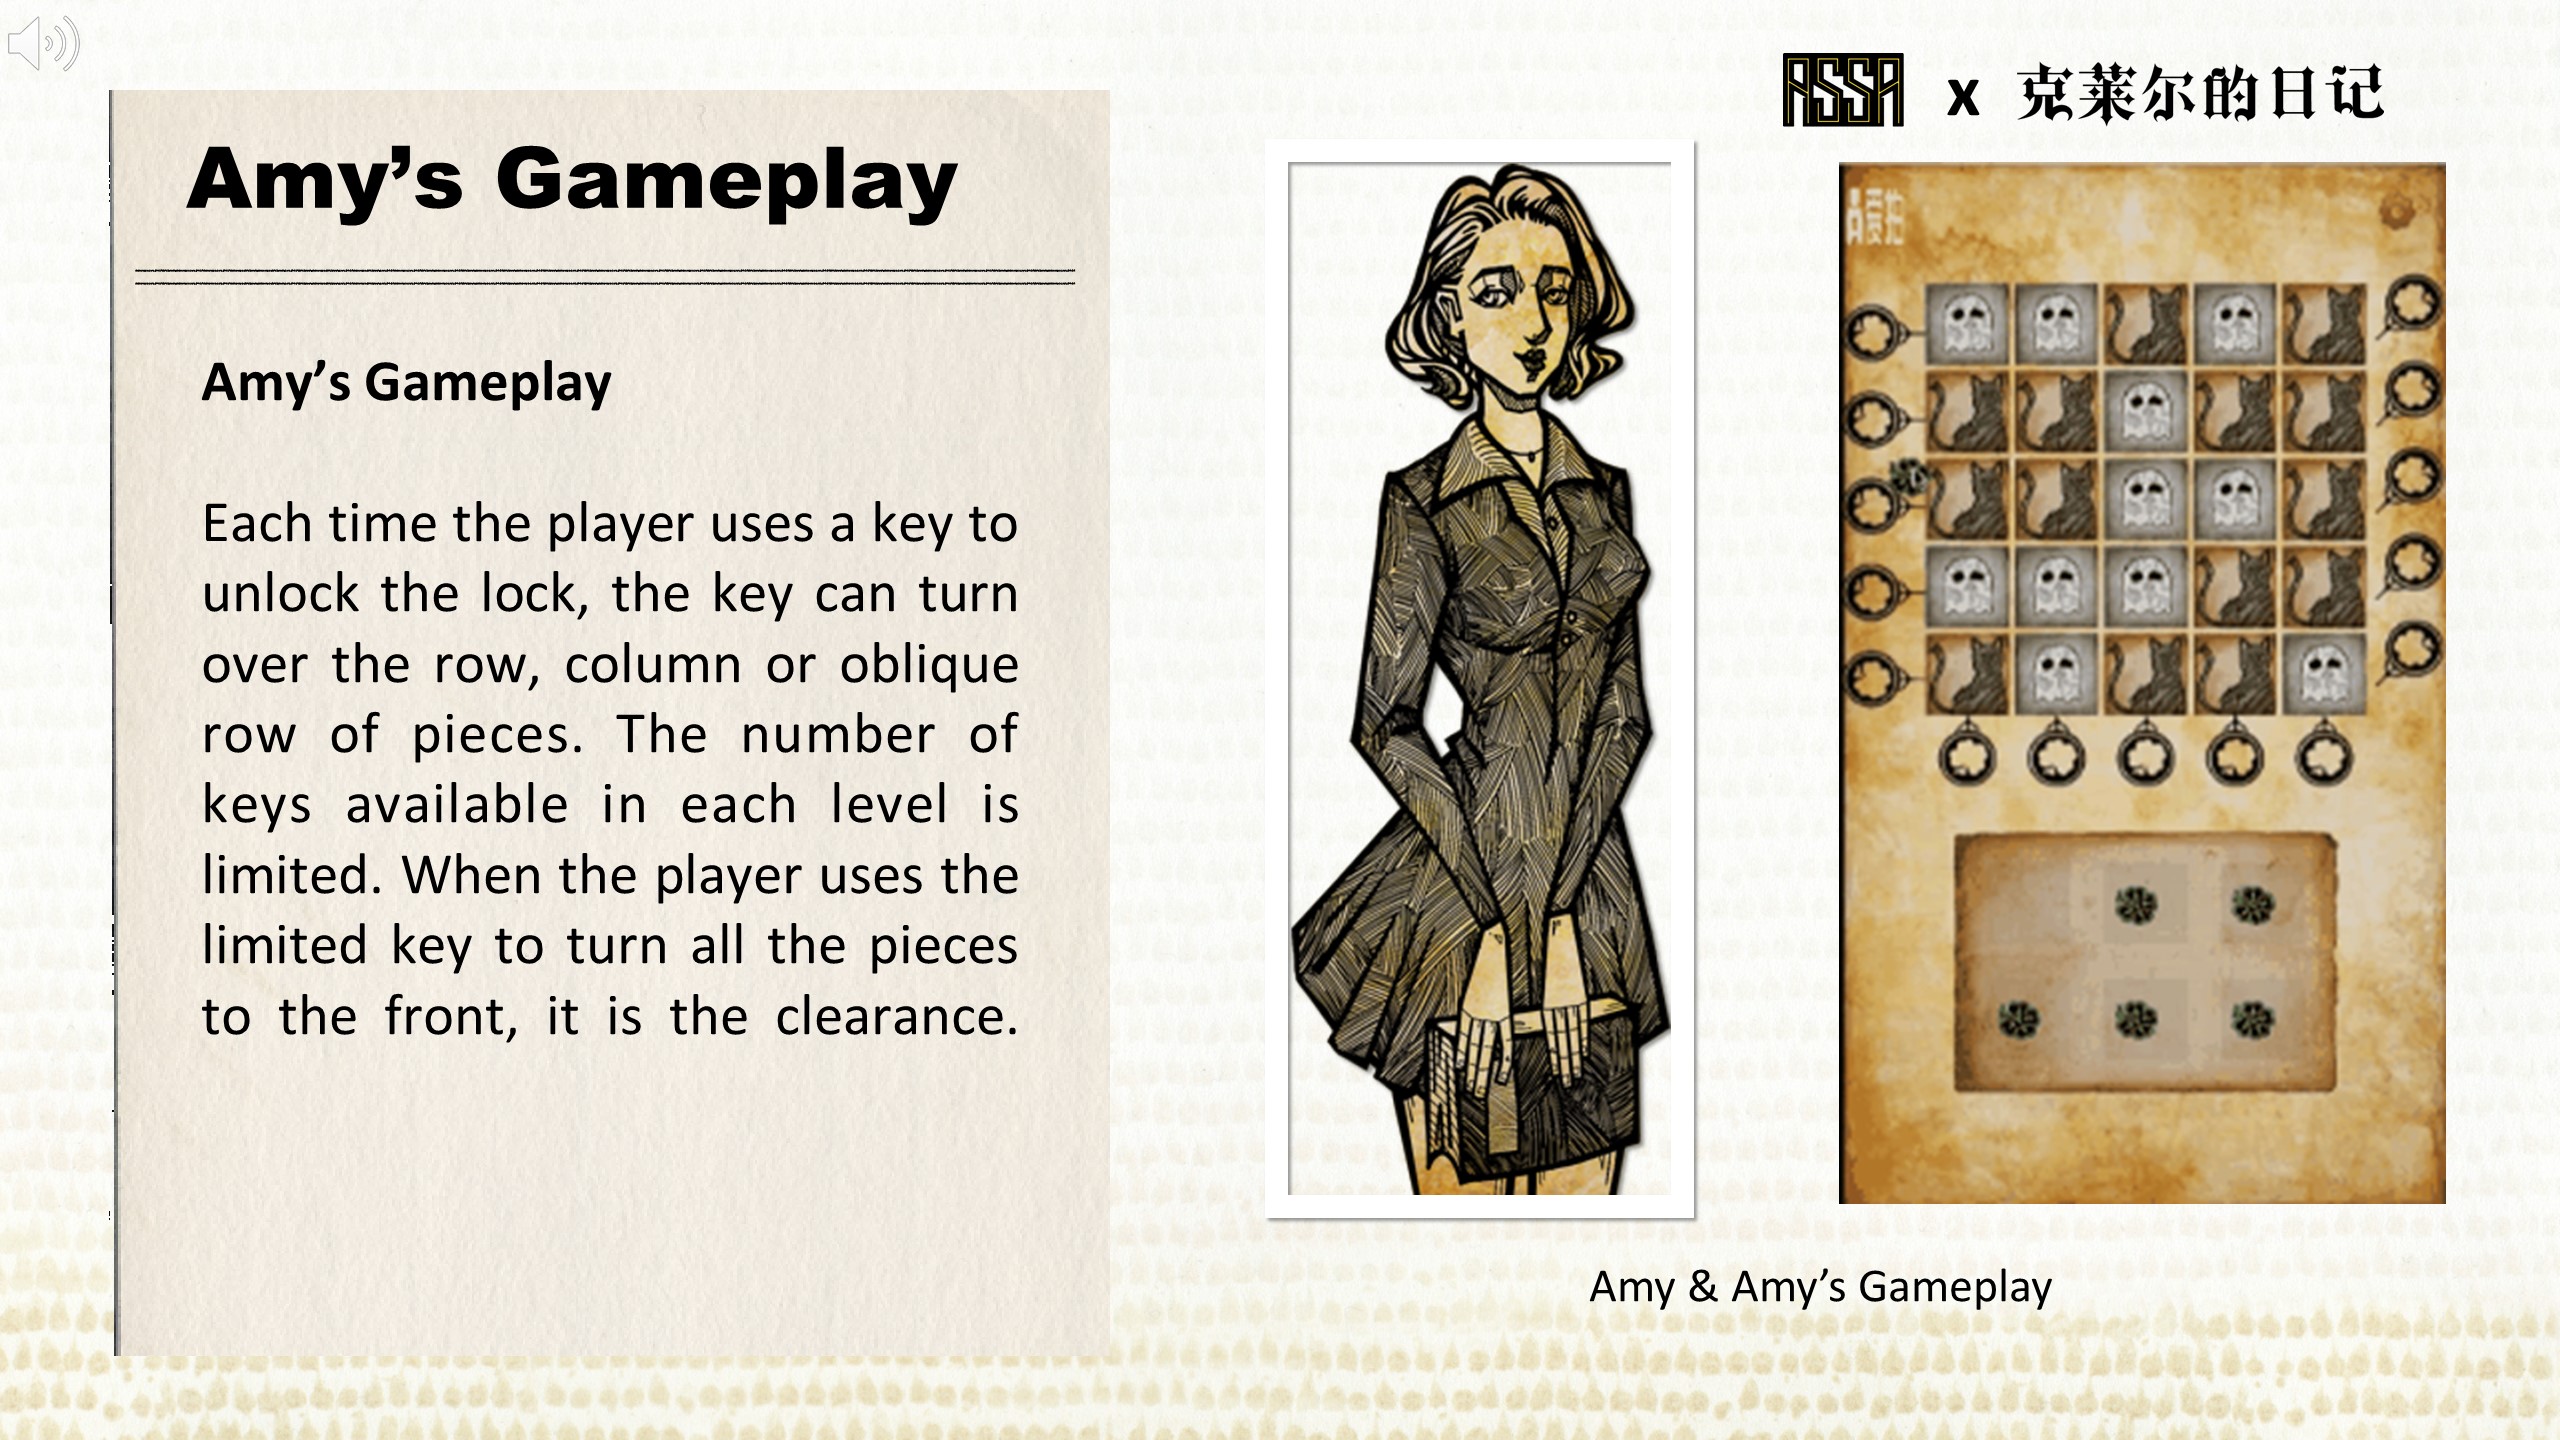 ASSA x 克莱尔的日记
Amy’s Gameplay
Amy’s Gameplay
Each time the player uses a key to
unlock the lock, the key can turn
over the row, column or oblique
row of pieces. The number of
keys available in each level is
limited. When the player uses the
limited key to turn all the pieces
to the front, it is the clearance.
Amy & Amy’s Gameplay